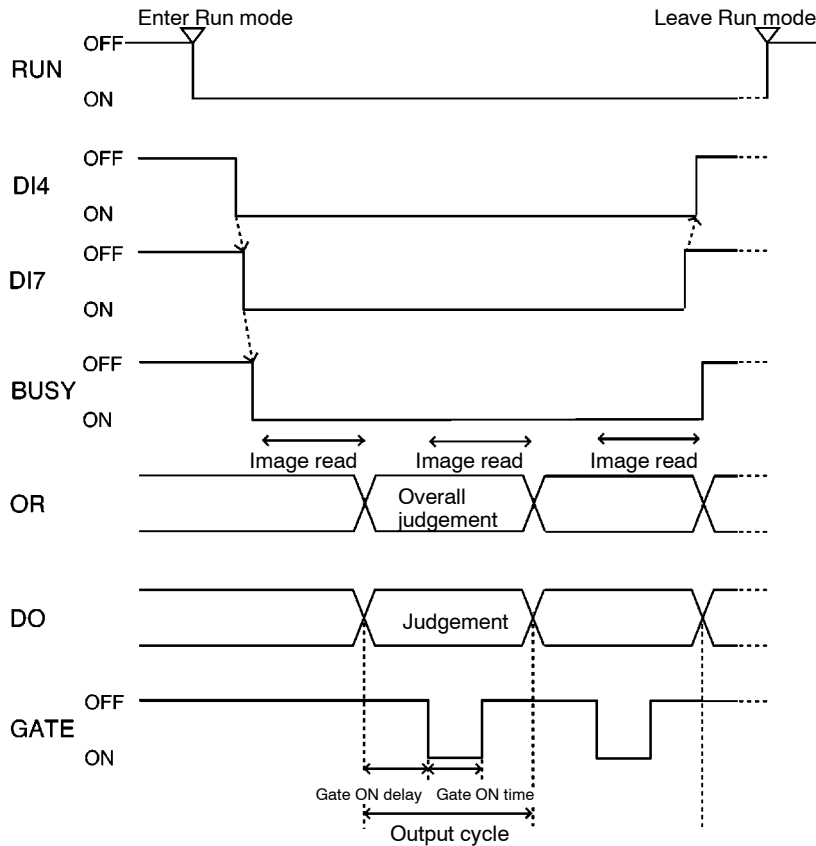 Enter Run mode
Leave Run mode
OFF
RUN
ON
OFF
DI4
ON
OFF
DI7
ON
OFF
BUSY
ON
Image read
Image read
Image read
OR
Overall
judgement
DO
Judgement
OFF
GATE
ON
Gate ON delay
Gate ON time
Output cycle